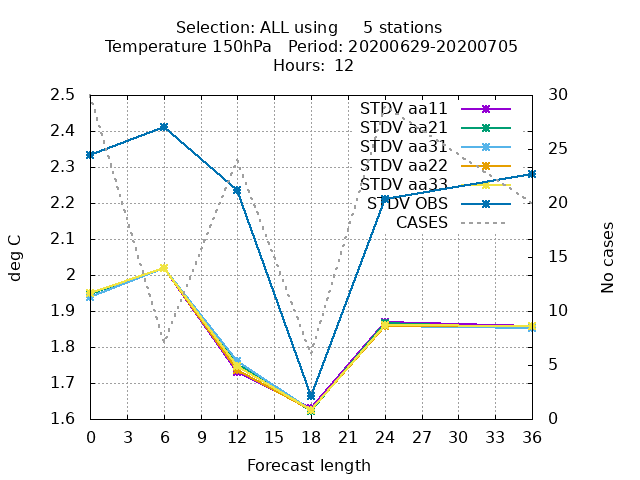 Selection: ALL using     5 stations
Temperature 150hPa   Period: 20200629-20200705
Hours:  12
2.5
2.4
2.3
2.2
2.1
2
1.9
1.8
1.7
1.6
deg C
STDV aa11
STDV aa21
STDV aa31
STDV aa22
STDV aa33
STDV OBS
CASES
30
25
20
15
10
5
0
No cases
0 3 6 9 12 15 18 21 24 27 30 33 36
Forecast length